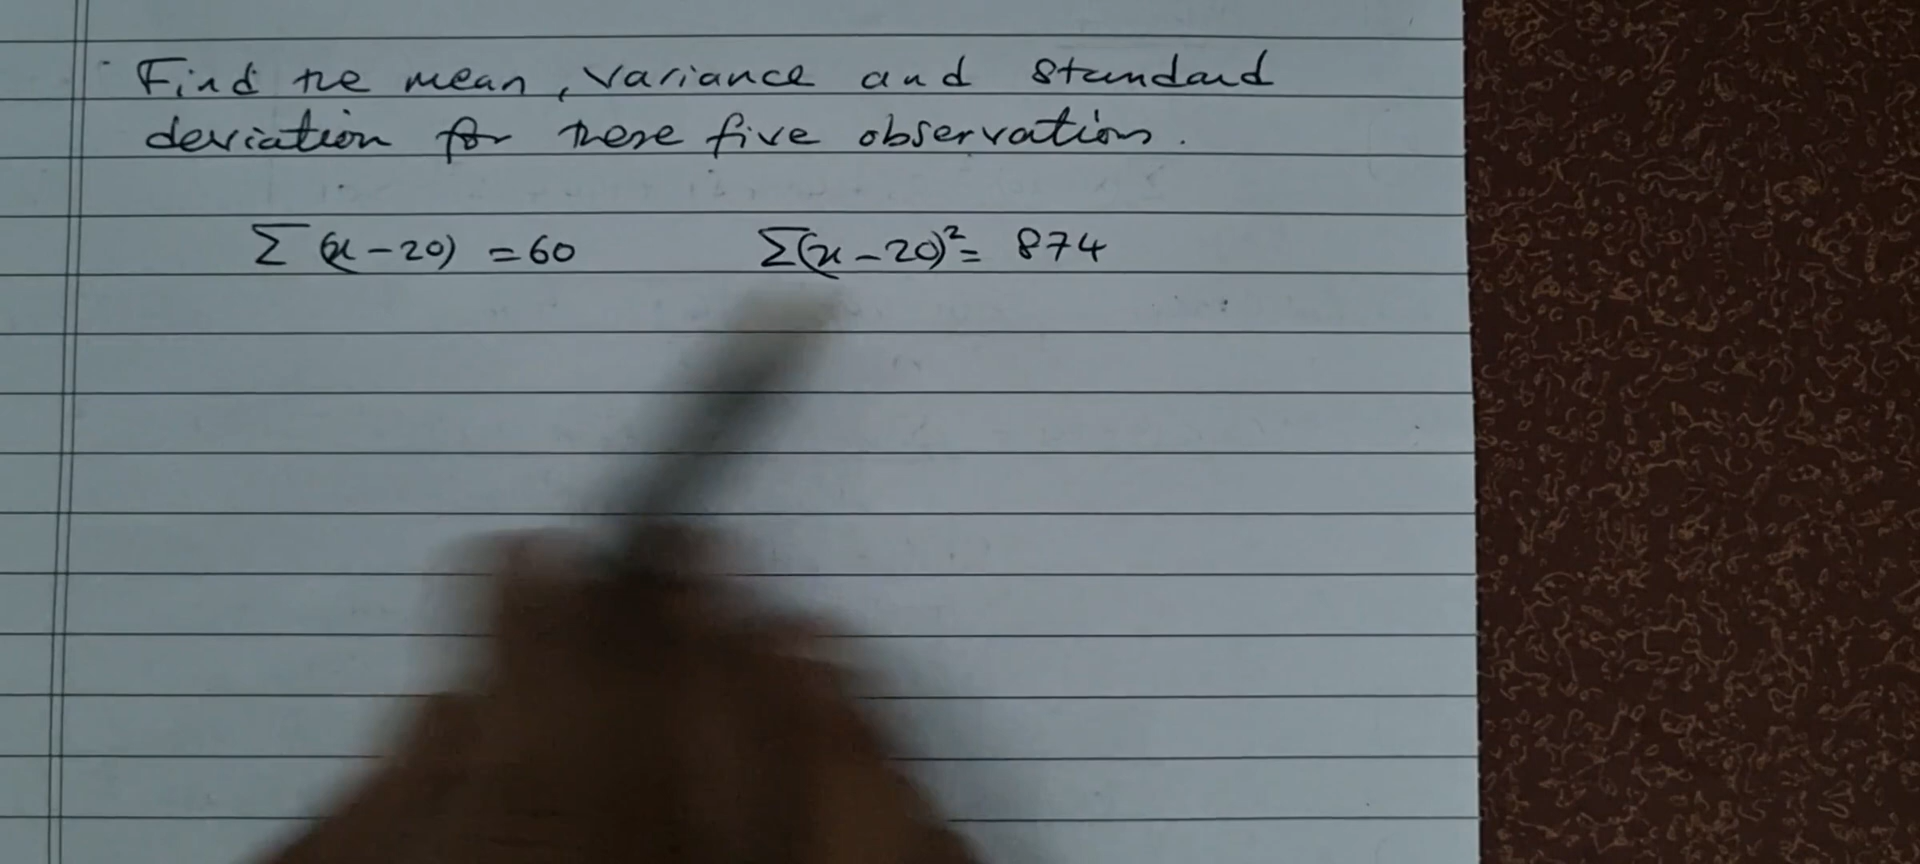 Find the mean, variance and standard
deviation for these five observations.
Σ(x-20) = 60 Σ(x-20)² = 874